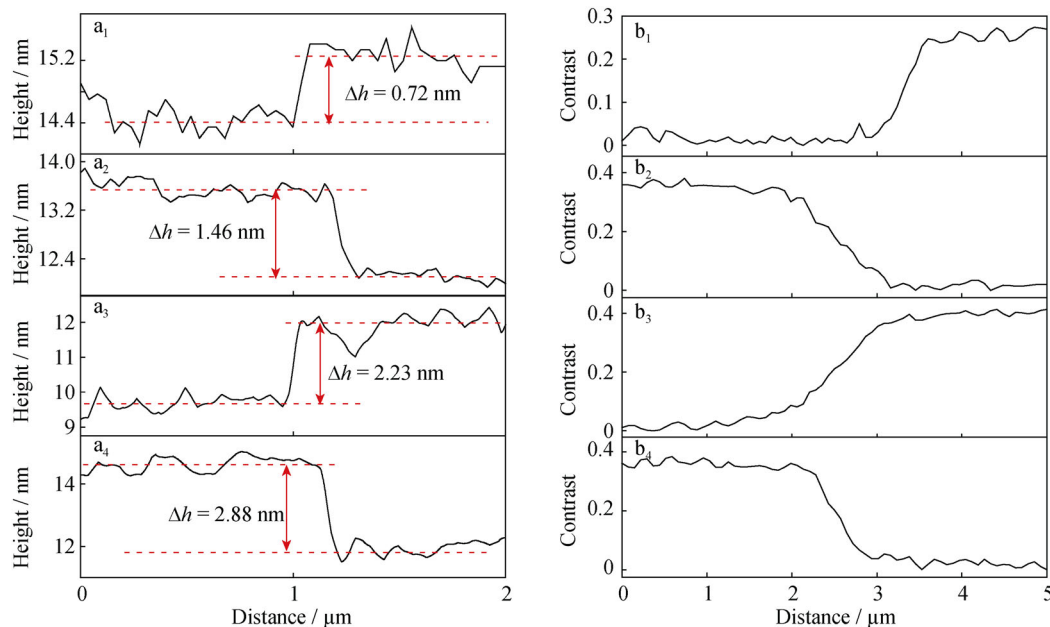 a1
Height / nm
15.2
14.4
Δh = 0.72 nm
a2
Height / nm
14.0
13.2
12.4
Δh = 1.46 nm
a3
Height / nm
12
11
10
9
Δh = 2.23 nm
a4
Height / nm
14
12
Δh = 2.88 nm
0 1 2
Distance / μm
b1
Contrast
0.3
0.2
0.1
0
b2
Contrast
0.4
0.2
0
b3
Contrast
0.4
0.2
0
b4
Contrast
0.4
0.2
0
0 1 2 3 4 5
Distance / μm